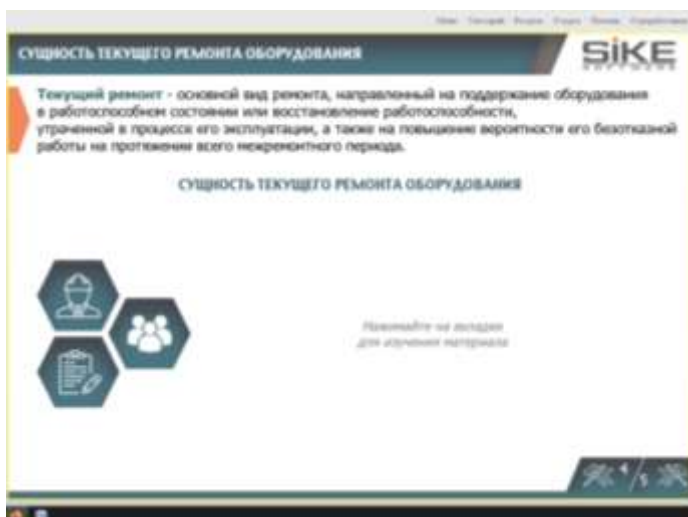 СУЩНОСТЬ ТЕКУЩЕГО РЕМОНТА ОБОРУДОВАНИЯ
SIKE
SOFTWARE
Текущий ремонт - основной вид ремонта, направленный на поддержание оборудования
в работоспособном состоянии или восстановление работоспособности,
утраченной в процессе его эксплуатации, а также на повышение вероятности его безотказной
работы на протяжении всего межремонтного периода.
СУЩНОСТЬ ТЕКУЩЕГО РЕМОНТА ОБОРУДОВАНИЯ
Нажимайте на вкладки
для изучения материала
4/5